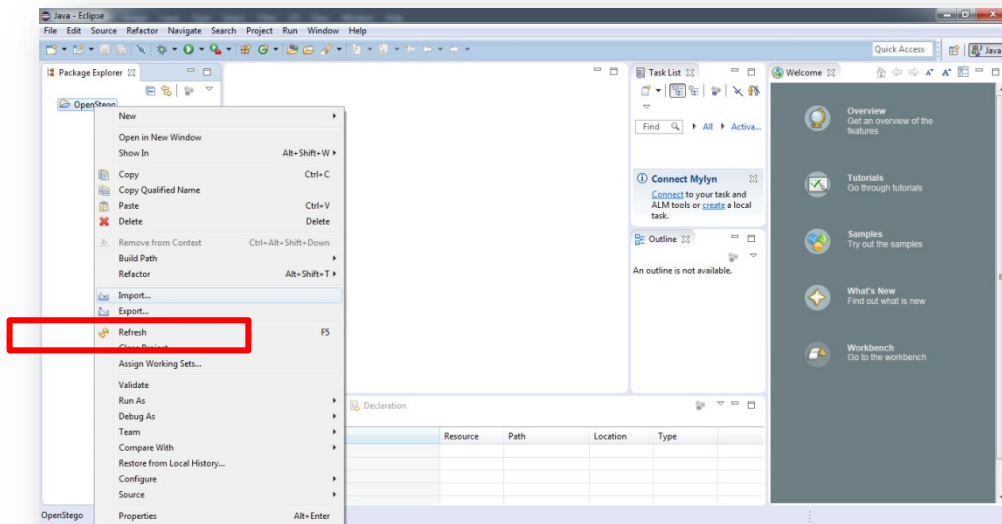 Java - Eclipse
File Edit Source Refactor Navigate Search Project Run Window Help
Quick Access
Java
Package Explorer
OpenStego
New
Open in New Window
Show In Alt+Shift+W
Copy Ctrl+C
Copy Qualified Name
Paste Ctrl+V
Delete Delete
Remove from Context Ctrl+Alt+Shift+Down
Build Path
Refactor Alt+Shift+T
Import...
Export...
Refresh F5
Close Project
Assign Working Sets...
Validate
Run As
Debug As
Team
Compare With
Restore from Local History...
Configure
Source
Properties Alt+Enter
Declaration
Resource Path Location Type
Task List
Find All Activa...
Connect Mylyn
Connect to your task and
ALM tools or create a local
task.
Outline
An outline is not available.
Welcome
Overview
Get an overview of the
features
Tutorials
Go through tutorials
Samples
Try out the samples
What's New
Find out what is new
Workbench
Go to the workbench
OpenStego